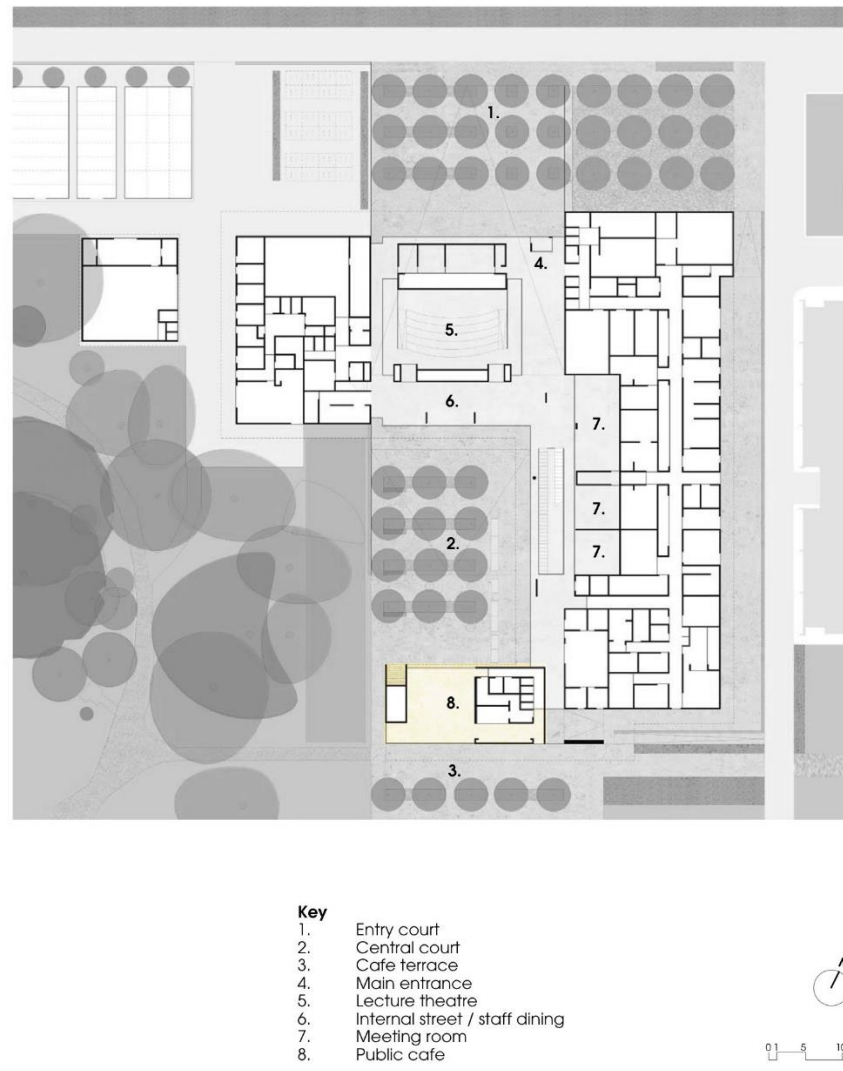 1.
4.
5.
6.
7.
7.
2.
7.
8.
3.
Key
1. Entry court
2. Central court
3. Cafe terrace
4. Main entrance
5. Lecture theatre
6. Internal street / staff dining
7. Meeting room
8. Public cafe
0 1 5 10